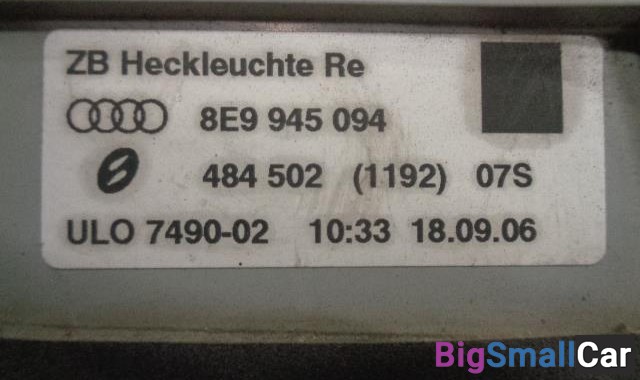 ZB Heckleuchte Re
8E9 945 094
484 502 (1192) 07S
ULO 7490-02 10:33 18.09.06
BigSmallCar